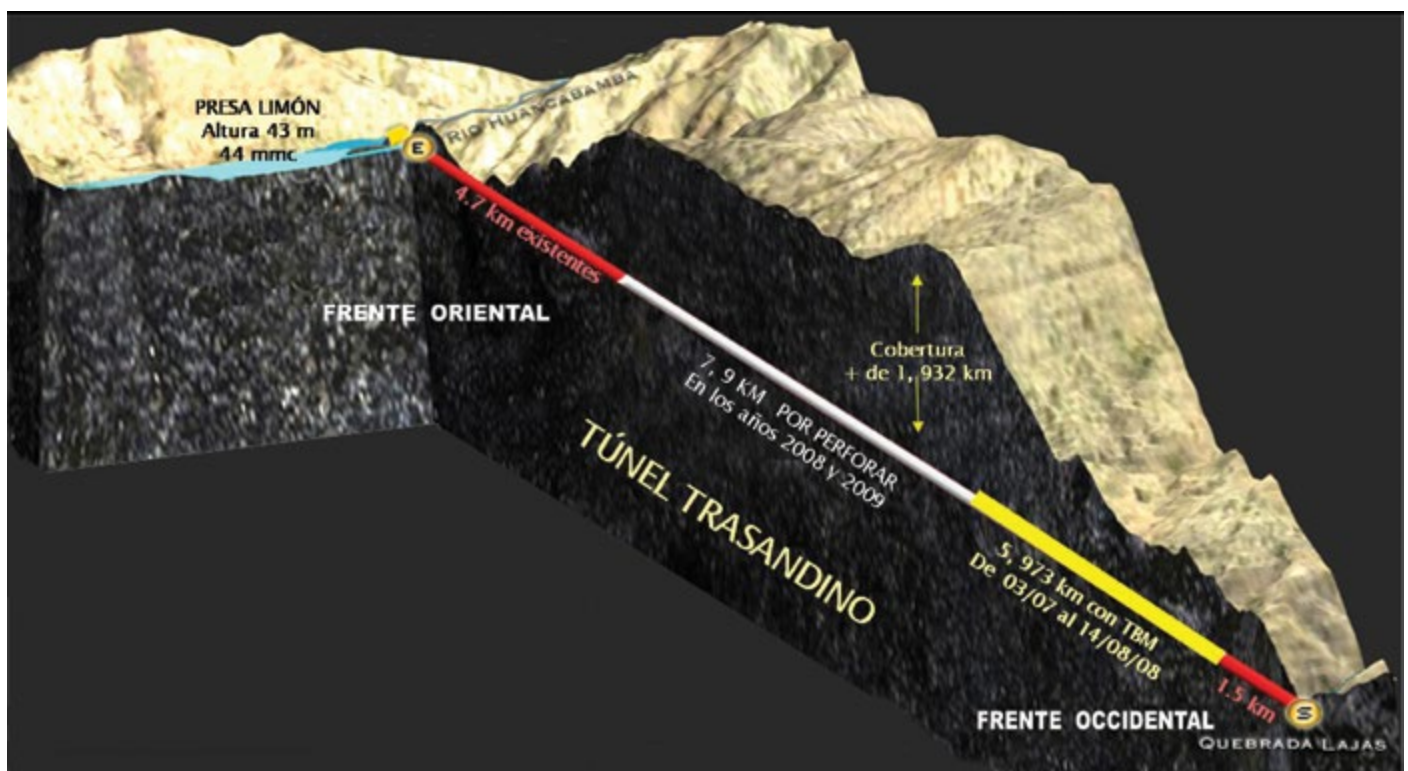 PRESA LIMÓN
Altura 43 m
44 mmc
RIO HUANCABAMBA
E
4.7 km existentes
FRENTE ORIENTAL
Cobertura
+ de 1, 932 km
7, 9 KM POR PERFORAR
En los años 2008 y 2009
TÚNEL TRASANDINO
5, 973 km con TBM
De 03/07 al 14/08/08
1.5 km
S
FRENTE OCCIDENTAL
QUEBRADA LAJAS